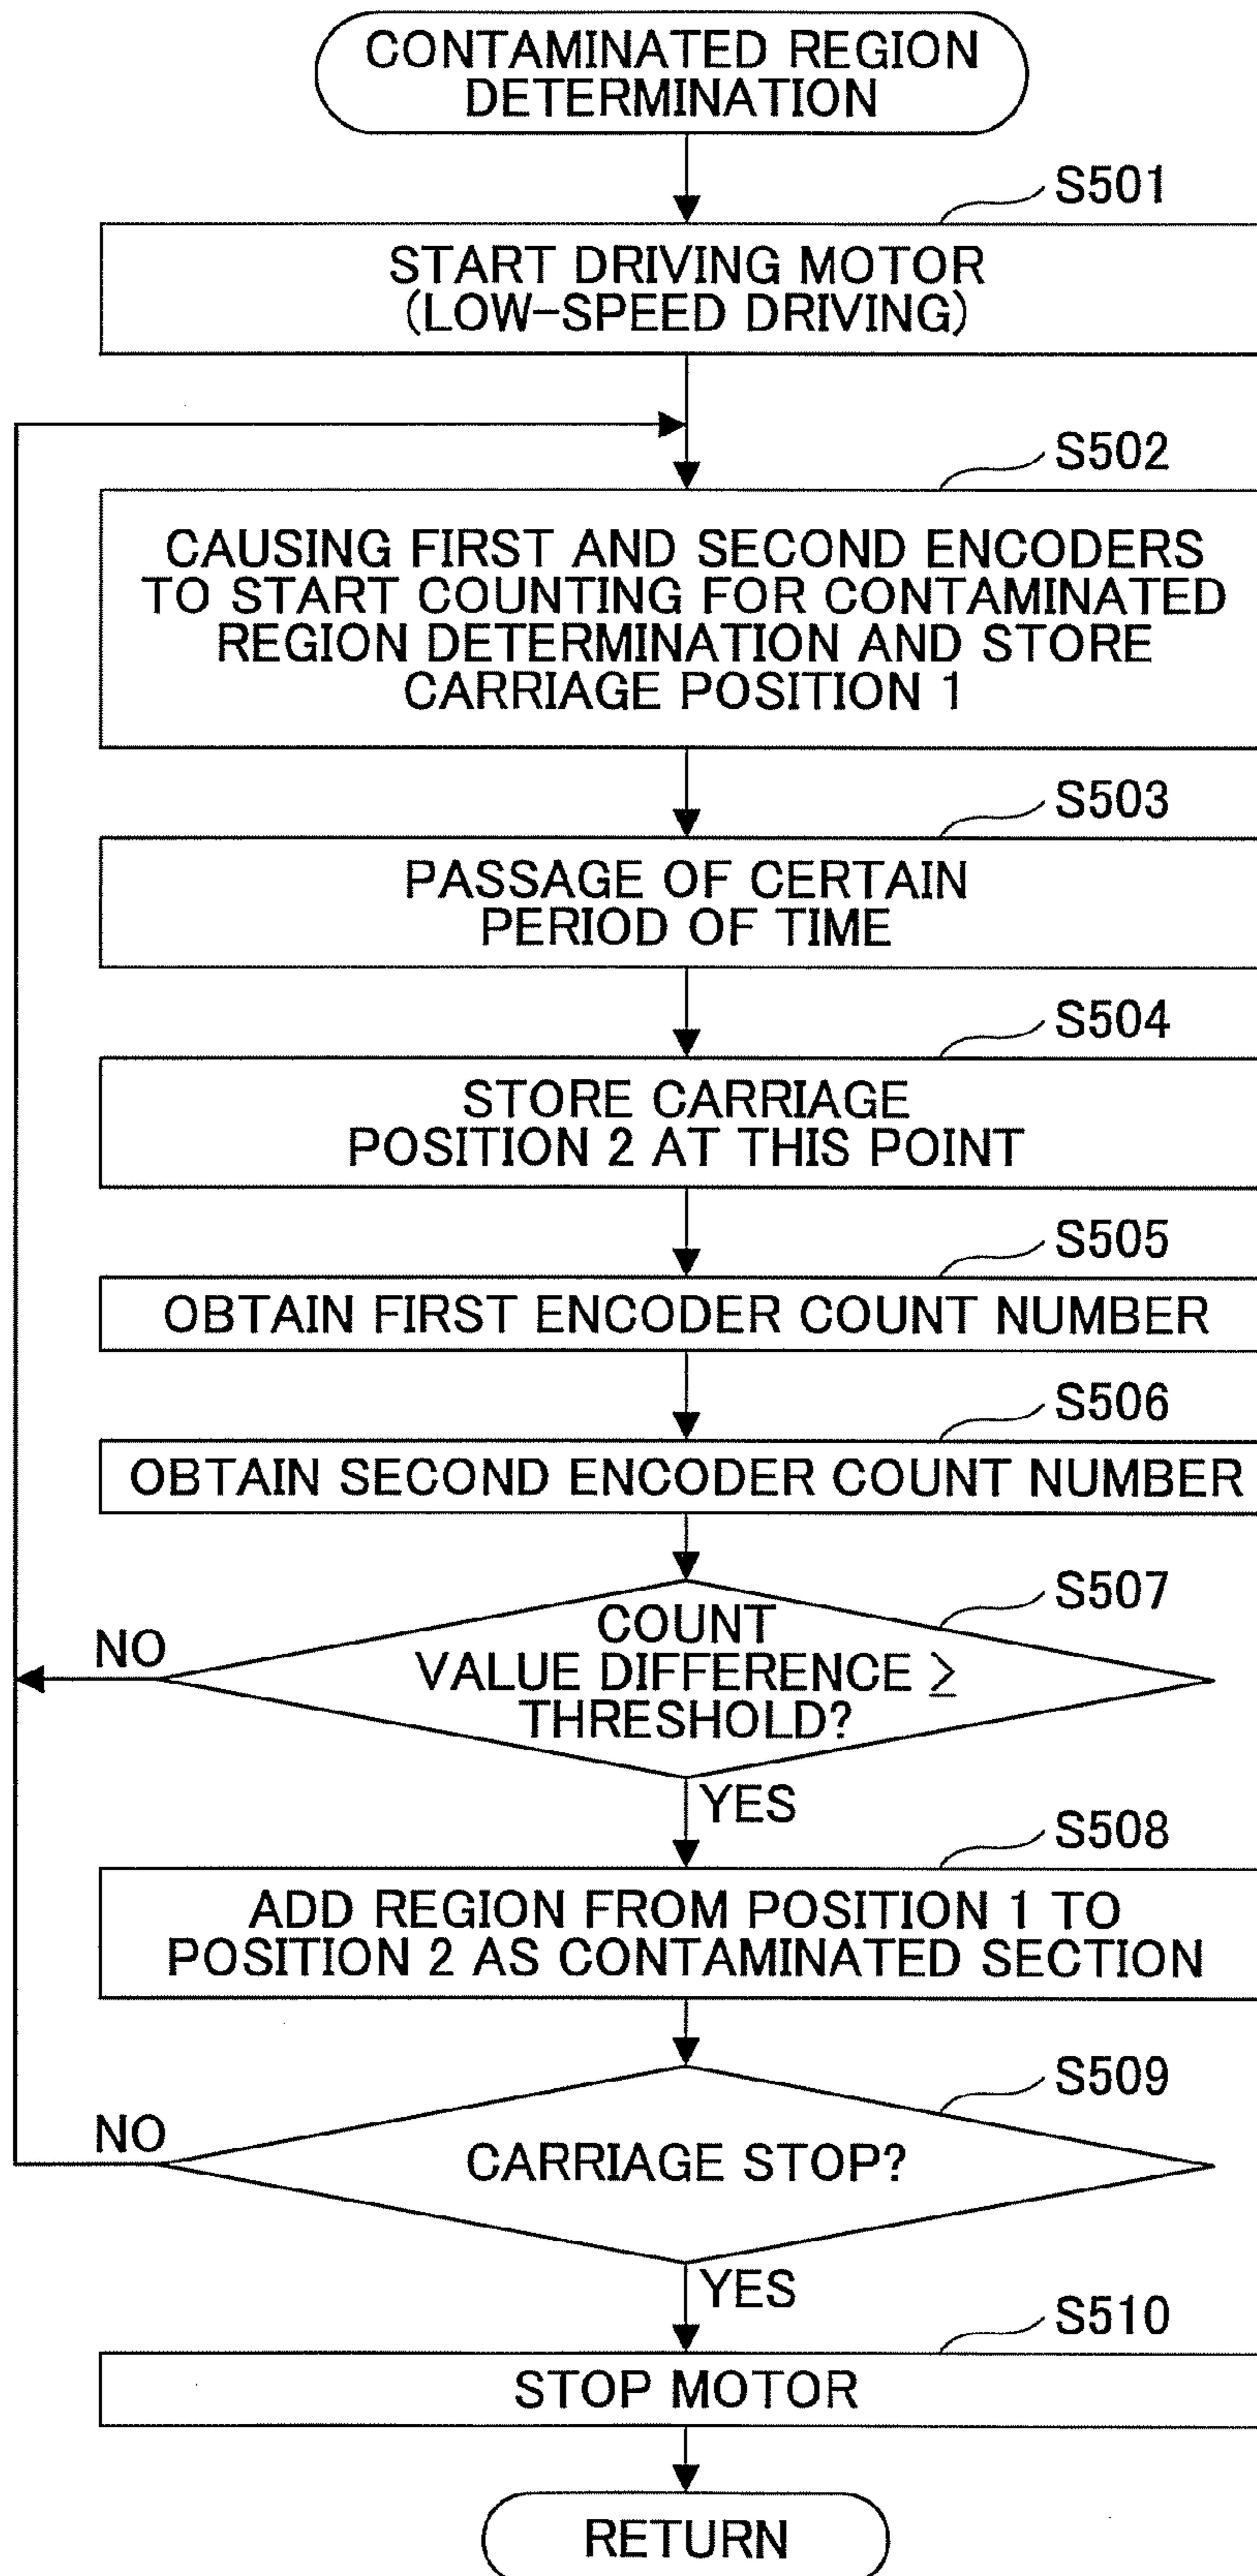 CONTAMINATED REGION
DETERMINATION
S501
START DRIVING MOTOR
(LOW-SPEED DRIVING)
S502
CAUSING FIRST AND SECOND ENCODERS
TO START COUNTING FOR CONTAMINATED
REGION DETERMINATION AND STORE
CARRIAGE POSITION 1
S503
PASSAGE OF CERTAIN
PERIOD OF TIME
S504
STORE CARRIAGE
POSITION 2 AT THIS POINT
S505
OBTAIN FIRST ENCODER COUNT NUMBER
S506
OBTAIN SECOND ENCODER COUNT NUMBER
S507
NO
COUNT
VALUE DIFFERENCE ≥
THRESHOLD?
YES
S508
ADD REGION FROM POSITION 1 TO
POSITION 2 AS CONTAMINATED SECTION
S509
NO
CARRIAGE STOP?
YES
S510
STOP MOTOR
RETURN